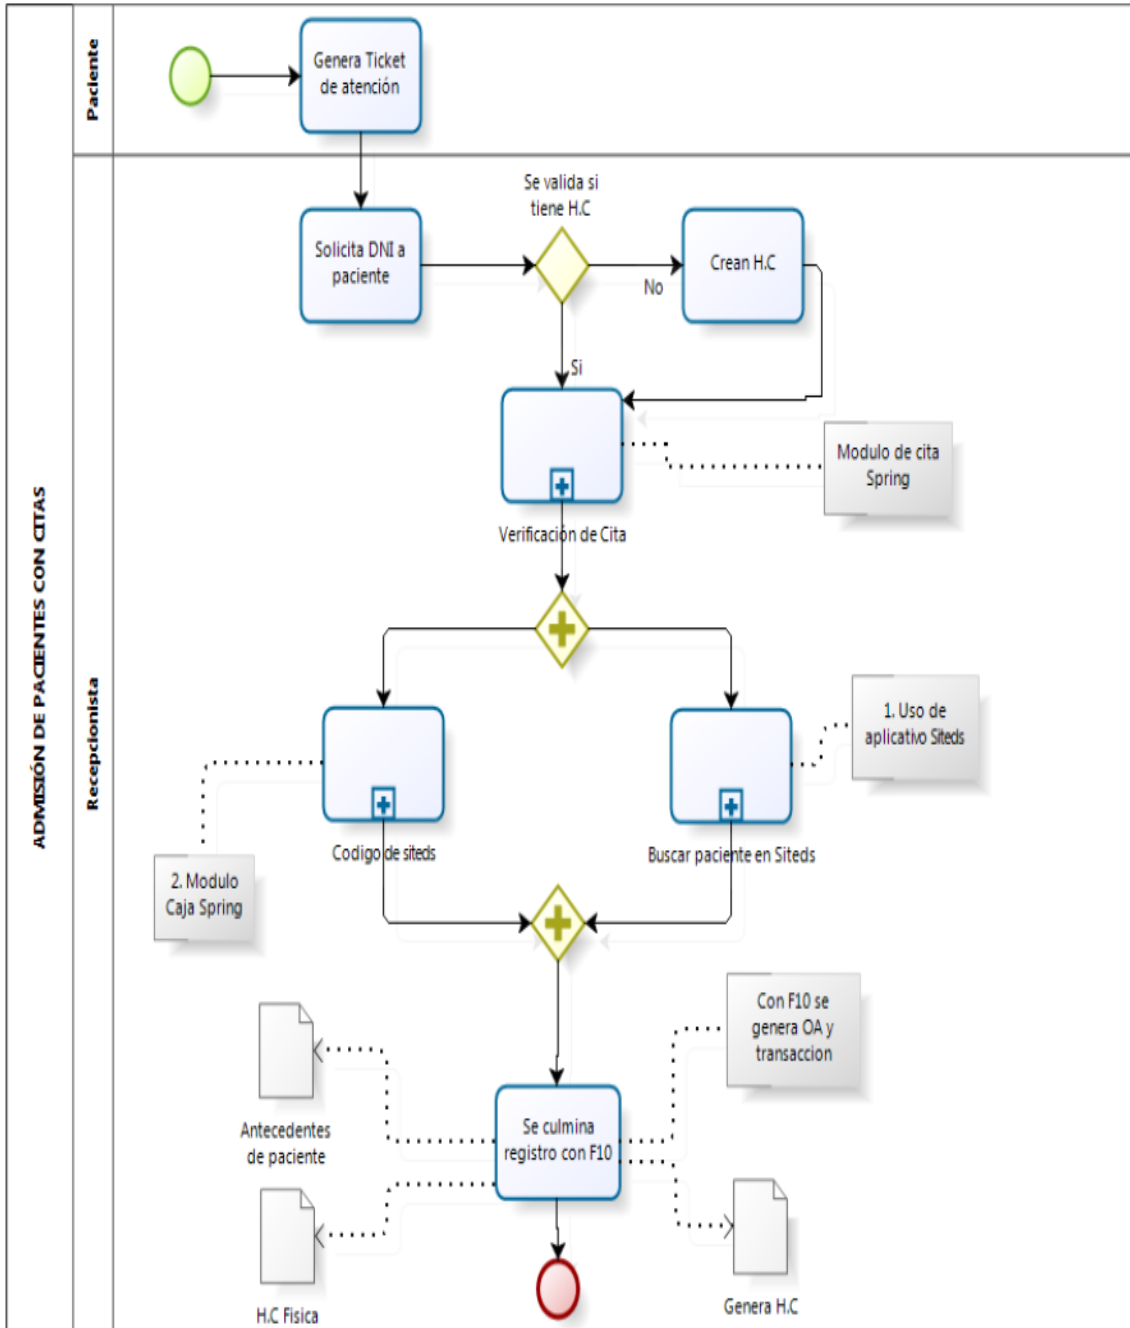 ADMISIÓN DE PACIENTES CON CITAS
Paciente
Genera Ticket
de atención
Recepcionista
Solicita DNI a
paciente
Se valida si
tiene H.C
No
Crean H.C
Si
Verificación de Cita
Modulo de cita
Spring
Codigo de siteds
2. Modulo
Caja Spring
Buscar paciente en Siteds
1. Uso de
aplicativo Siteds
Con F10 se
genera OA y
transaccion
Se culmina
registro con F10
Antecedentes
de paciente
H.C Fisica
Genera H.C